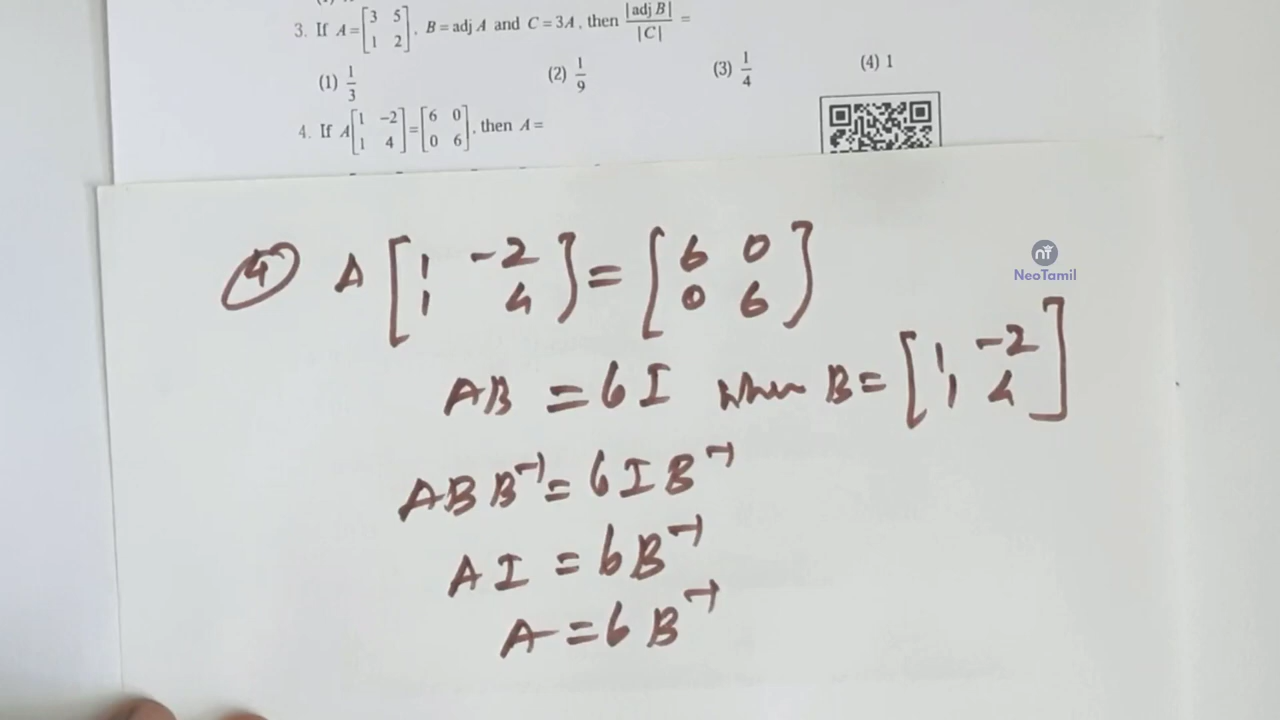 3. If A = [3 5 1 2], B = adj A and C = 3A, then |adj B| / |C| =
(1) 1/3 (2) 1/9 (3) 1/4 (4) 1
4. If A [1 -2 1 4] = [6 0 0 6], then A =
④ A [1 -2 1 4] = [6 0 0 6]
NeoTamil
AB = 6I when B = [1 -2 1 4]
ABB⁻¹ = 6IB⁻¹
AI = 6B⁻¹
A = 6B⁻¹